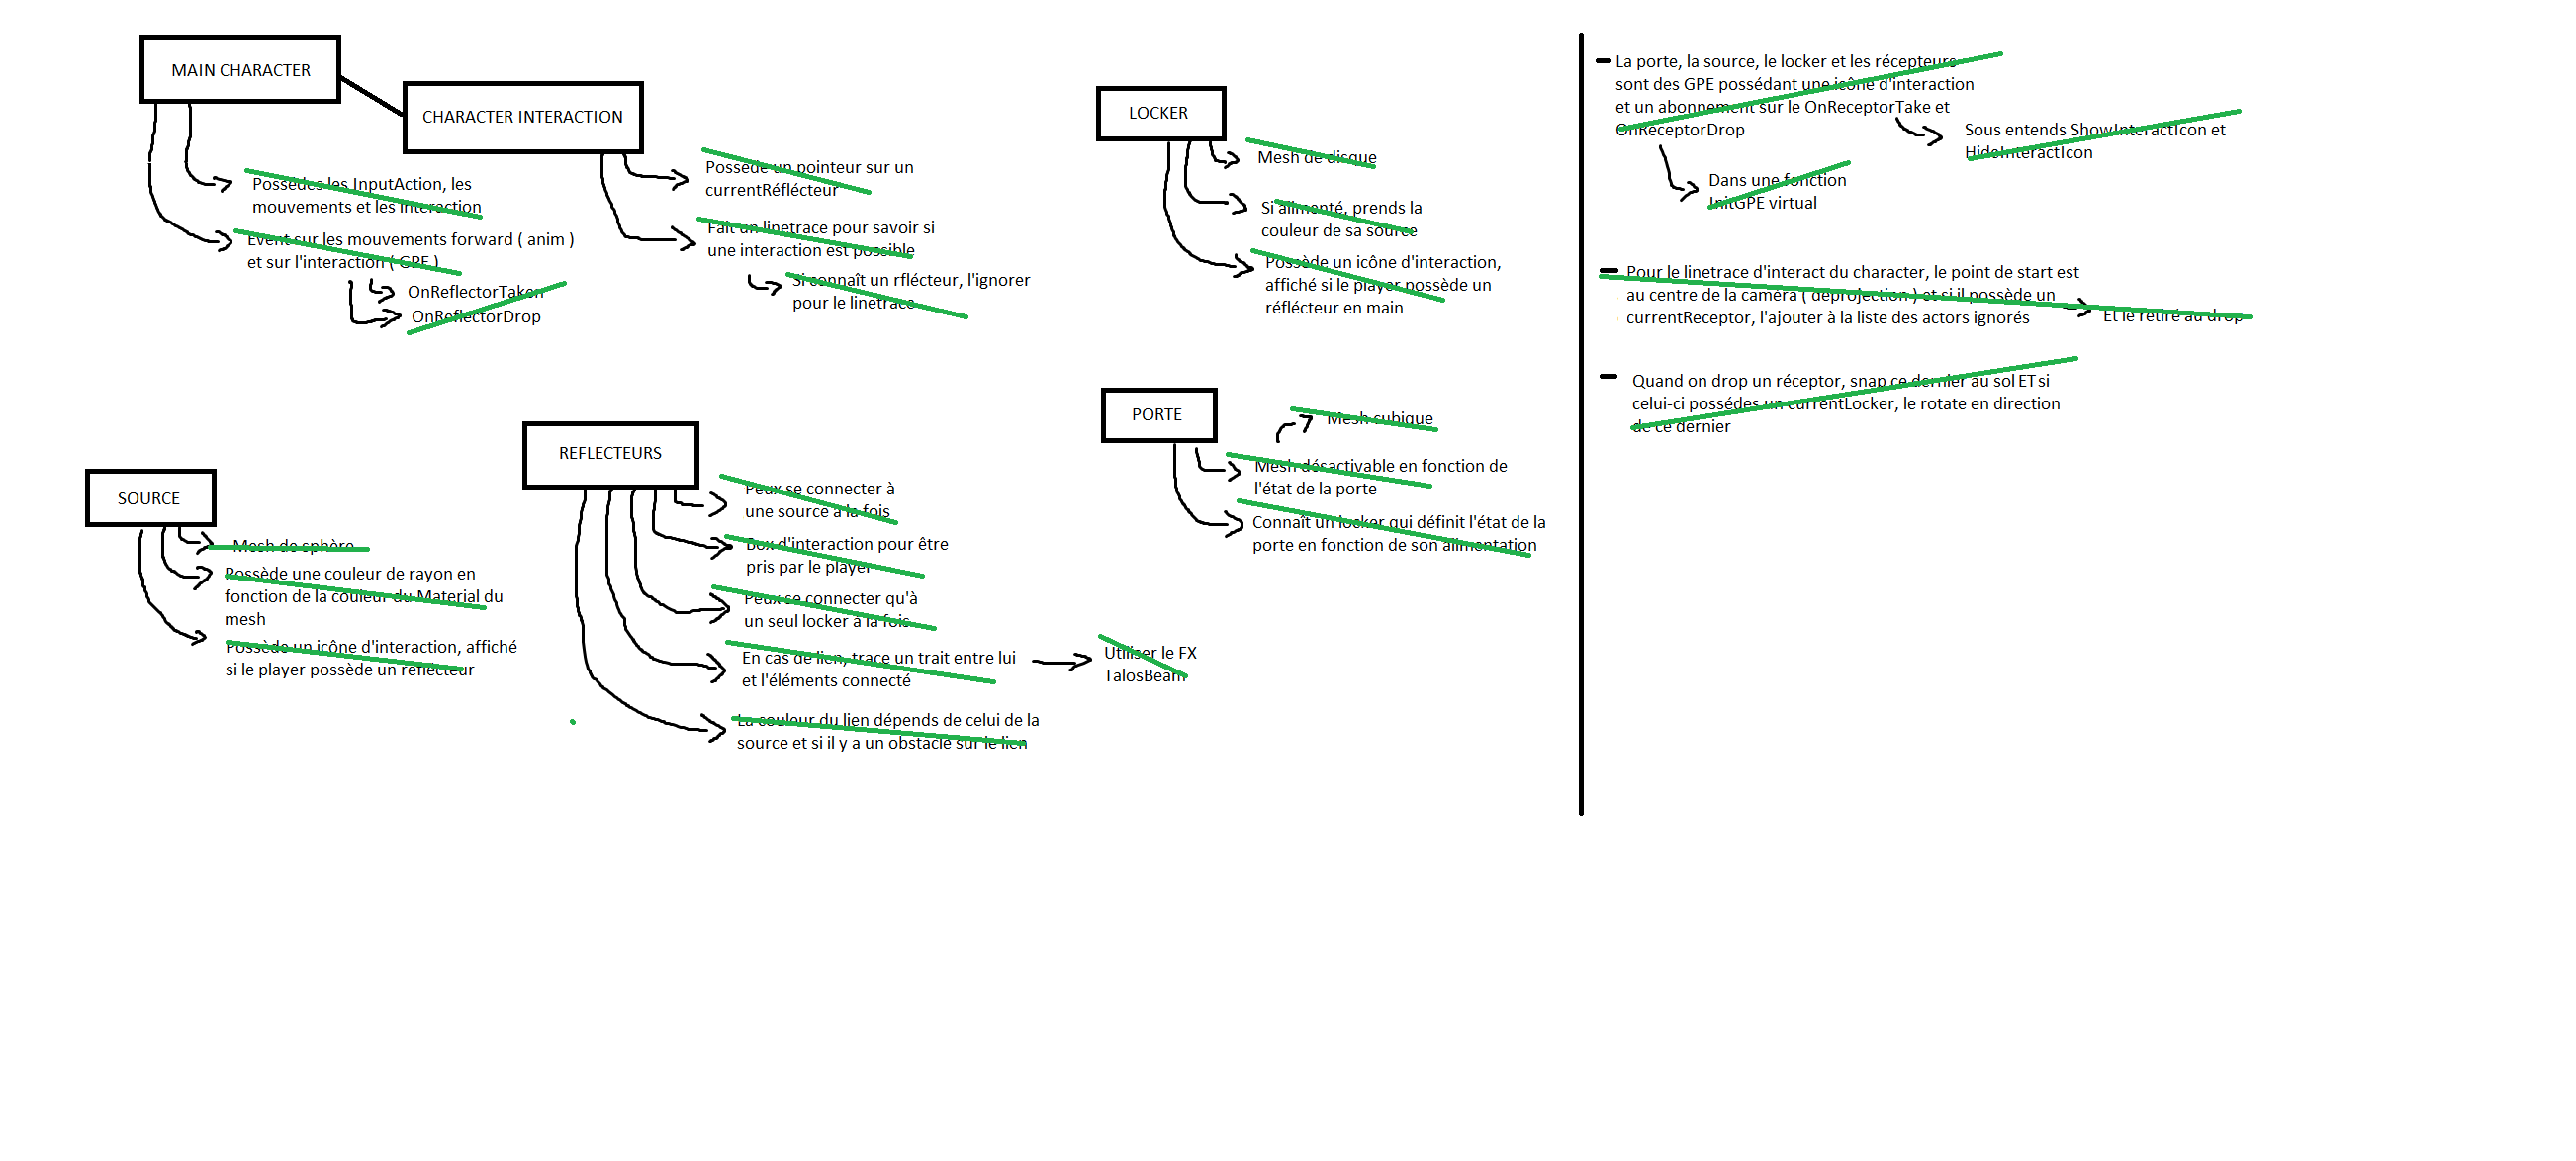 MAIN CHARACTER
CHARACTER INTERACTION
Possédes les InputAction, les
mouvements et les interaction
Event sur les mouvements forward ( anim )
et sur l'interaction ( GPE )
OnReflectorTaken
OnReflectorDrop
Possède un pointeur sur un
currentRéflécteur
Fait un linetrace pour savoir si
une interaction est possible
Si connaît un rflécteur, l'ignorer
pour le linetrace
LOCKER
Mesh de disque
Si alimenté, prends la
couleur de sa source
Possède un icône d'interaction,
affiché si le player possède un
réflécteur en main
SOURCE
Mesh de sphère
Possède une couleur de rayon en
fonction de la couleur du Material du
mesh
Possède un icône d'interaction, affiché
si le player possède un réflecteur
REFLECTEURS
Peux se connecter à
une source à la fois
Box d'interaction pour être
pris par le player
Peux se connecter qu'à
un seul locker à la fois
En cas de lien, trace un trait entre lui
et l'éléments connecté
Utiliser le FX
TalosBeam
La couleur du lien dépends de celui de la
source et si il y a un obstacle sur le lien
PORTE
Mesh cubique
Mesh désactivable en fonction de
l'état de la porte
Connaît un locker qui définit l'état de la
porte en fonction de son alimentation
La porte, la source, le locker et les récepteurs
sont des GPE possédant une icône d'interaction
et un abonnement sur le OnReceptorTake et
OnReceptorDrop
Sous entends ShowInteractIcon et
HideInteractIcon
Dans une fonction
InitGPE virtual
Pour le linetrace d'interact du character, le point de start est
au centre de la caméra ( deprojection ) et si il possède un
currentReceptor, l'ajouter à la liste des actors ignorés
Et le retiré au drop
Quand on drop un réceptor, snap ce dernier au sol ET si
celui-ci possédes un currentLocker, le rotate en direction
de ce dernier